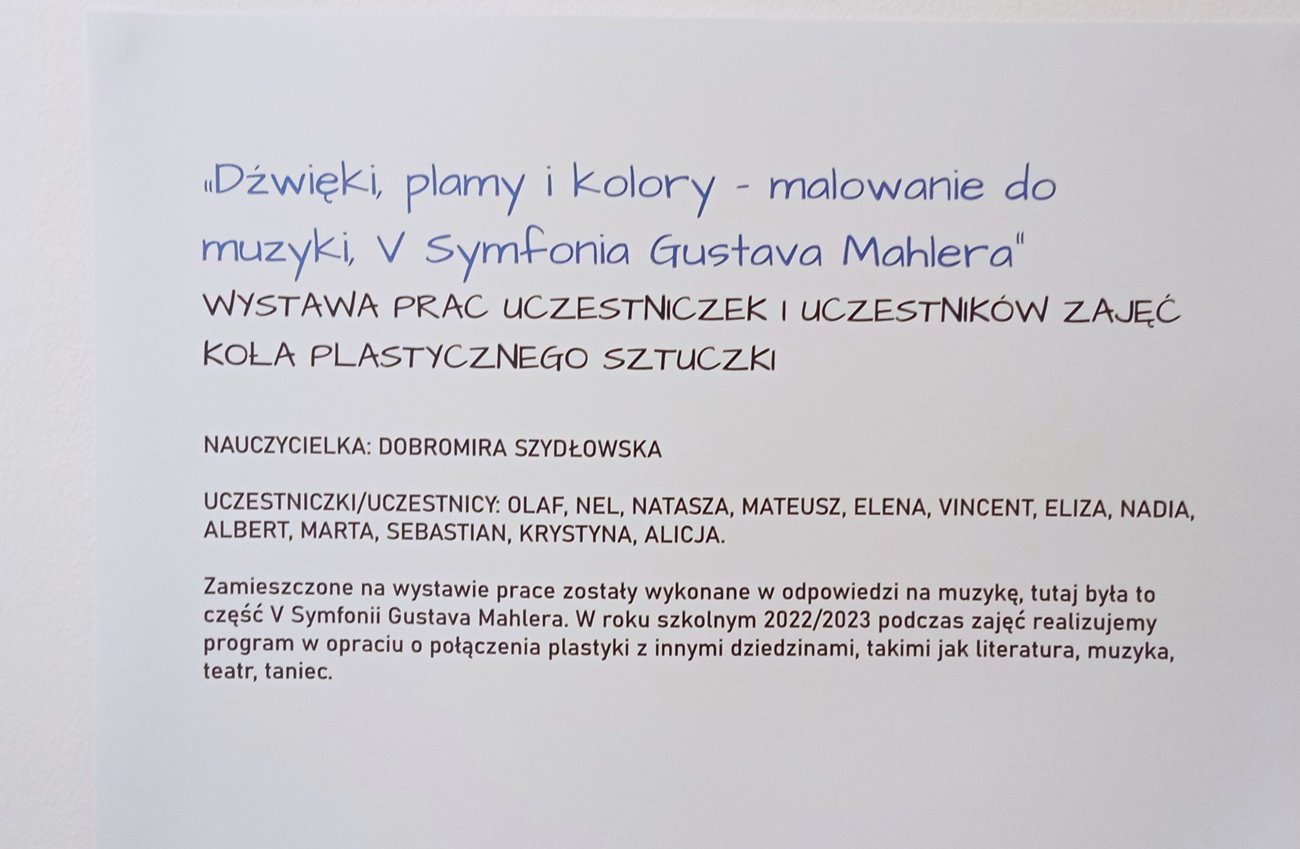 „Dźwięki, plamy i kolory - malowanie do
muzyki, V Symfonia Gustava Mahlera"
WYSTAWA PRAC UCZESTNICZEK I UCZESTNIKÓW ZAJĘĆ
KOŁA PLASTYCZNEGO SZTUCZKI
NAUCZYCIELKA: DOBROMIRA SZYDŁOWSKA
UCZESTNICZKI/UCZESTNICY: OLAF, NEL, NATASZA, MATEUSZ, ELENA, VINCENT, ELIZA, NADIA,
ALBERT, MARTA, SEBASTIAN, KRYSTYNA, ALICJA.
Zamieszczone na wystawie prace zostały wykonane w odpowiedzi na muzykę, tutaj była to
część V Symfonii Gustava Mahlera. W roku szkolnym 2022/2023 podczas zajęć realizujemy
program w opraciu o połączenia plastyki z innymi dziedzinami, takimi jak literatura, muzyka,
teatr, taniec.